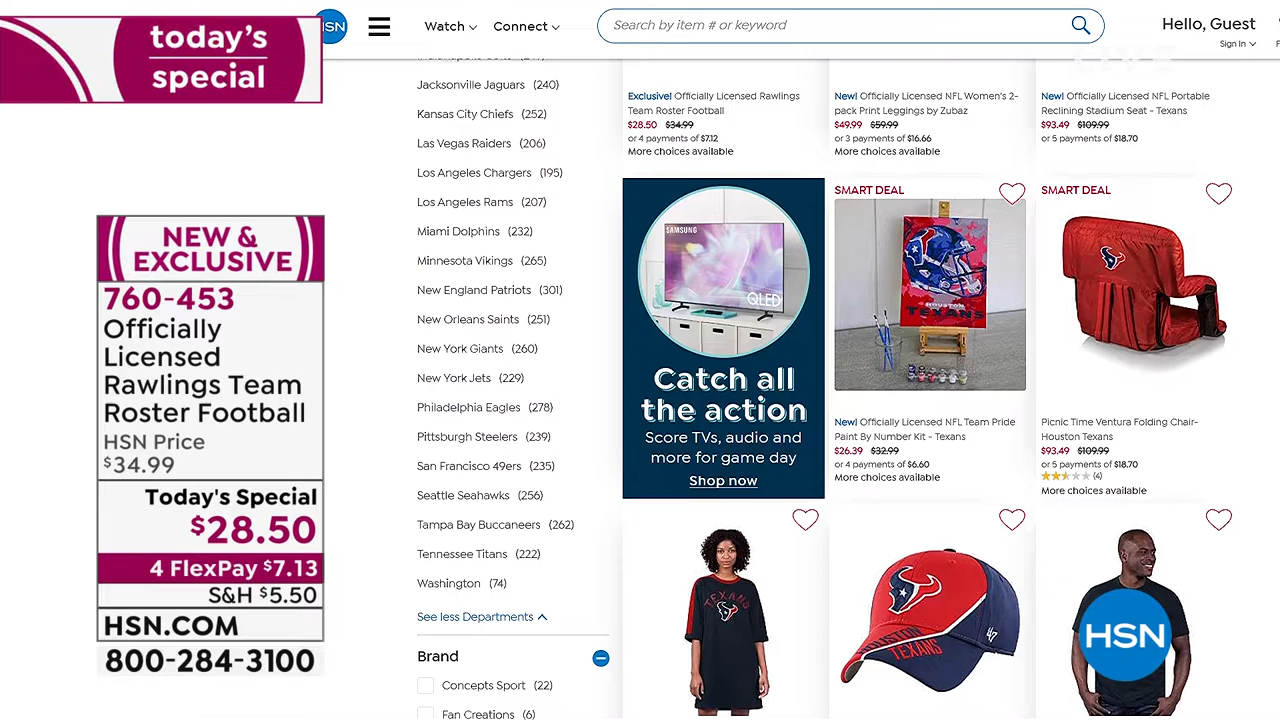 today's
special
HSN
Watch
Connect
Search by item # or keyword
Hello, Guest
Sign In
NEW &
EXCLUSIVE
760-453
Officially
Licensed
Rawlings Team
Roster Football
HSN Price
$34.99
Today's Special
$28.50
4 FlexPay $7.13
S&H $5.50
HSN.COM
800-284-3100
Jacksonville Jaguars (240)
Kansas City Chiefs (252)
Las Vegas Raiders (206)
Los Angeles Chargers (195)
Los Angeles Rams (207)
Miami Dolphins (232)
Minnesota Vikings (265)
New England Patriots (301)
New Orleans Saints (251)
New York Giants (260)
New York Jets (229)
Philadelphia Eagles (278)
Pittsburgh Steelers (239)
San Francisco 49ers (235)
Seattle Seahawks (256)
Tampa Bay Buccaneers (262)
Tennessee Titans (222)
Washington (74)
See less Departments
Brand
Concepts Sport (22)
Fan Creations (6)
Exclusive! Officially Licensed Rawlings
Team Roster Football
$28.50 $34.99
or 4 payments of $7.12
More choices available
New! Officially Licensed NFL Women's 2-
pack Print Leggings by Zubaz
$49.99 $59.99
or 3 payments of $16.66
More choices available
New! Officially Licensed NFL Portable
Reclining Stadium Seat - Texans
$93.49 $109.99
or 5 payments of $18.70
SAMSUNG
QLED
Catch all
the action
Score TVs, audio and
more for game day
Shop now
SMART DEAL
HOUSTON
TEXANS
New! Officially Licensed NFL Team Pride
Paint By Number Kit - Texans
$26.39 $32.99
or 4 payments of $6.60
More choices available
SMART DEAL
Picnic Time Ventura Folding Chair-
Houston Texans
$93.49 $109.99
or 5 payments of $18.70
(4)
More choices available
TEXANS
HOUSTON
TEXANS
47
HSN